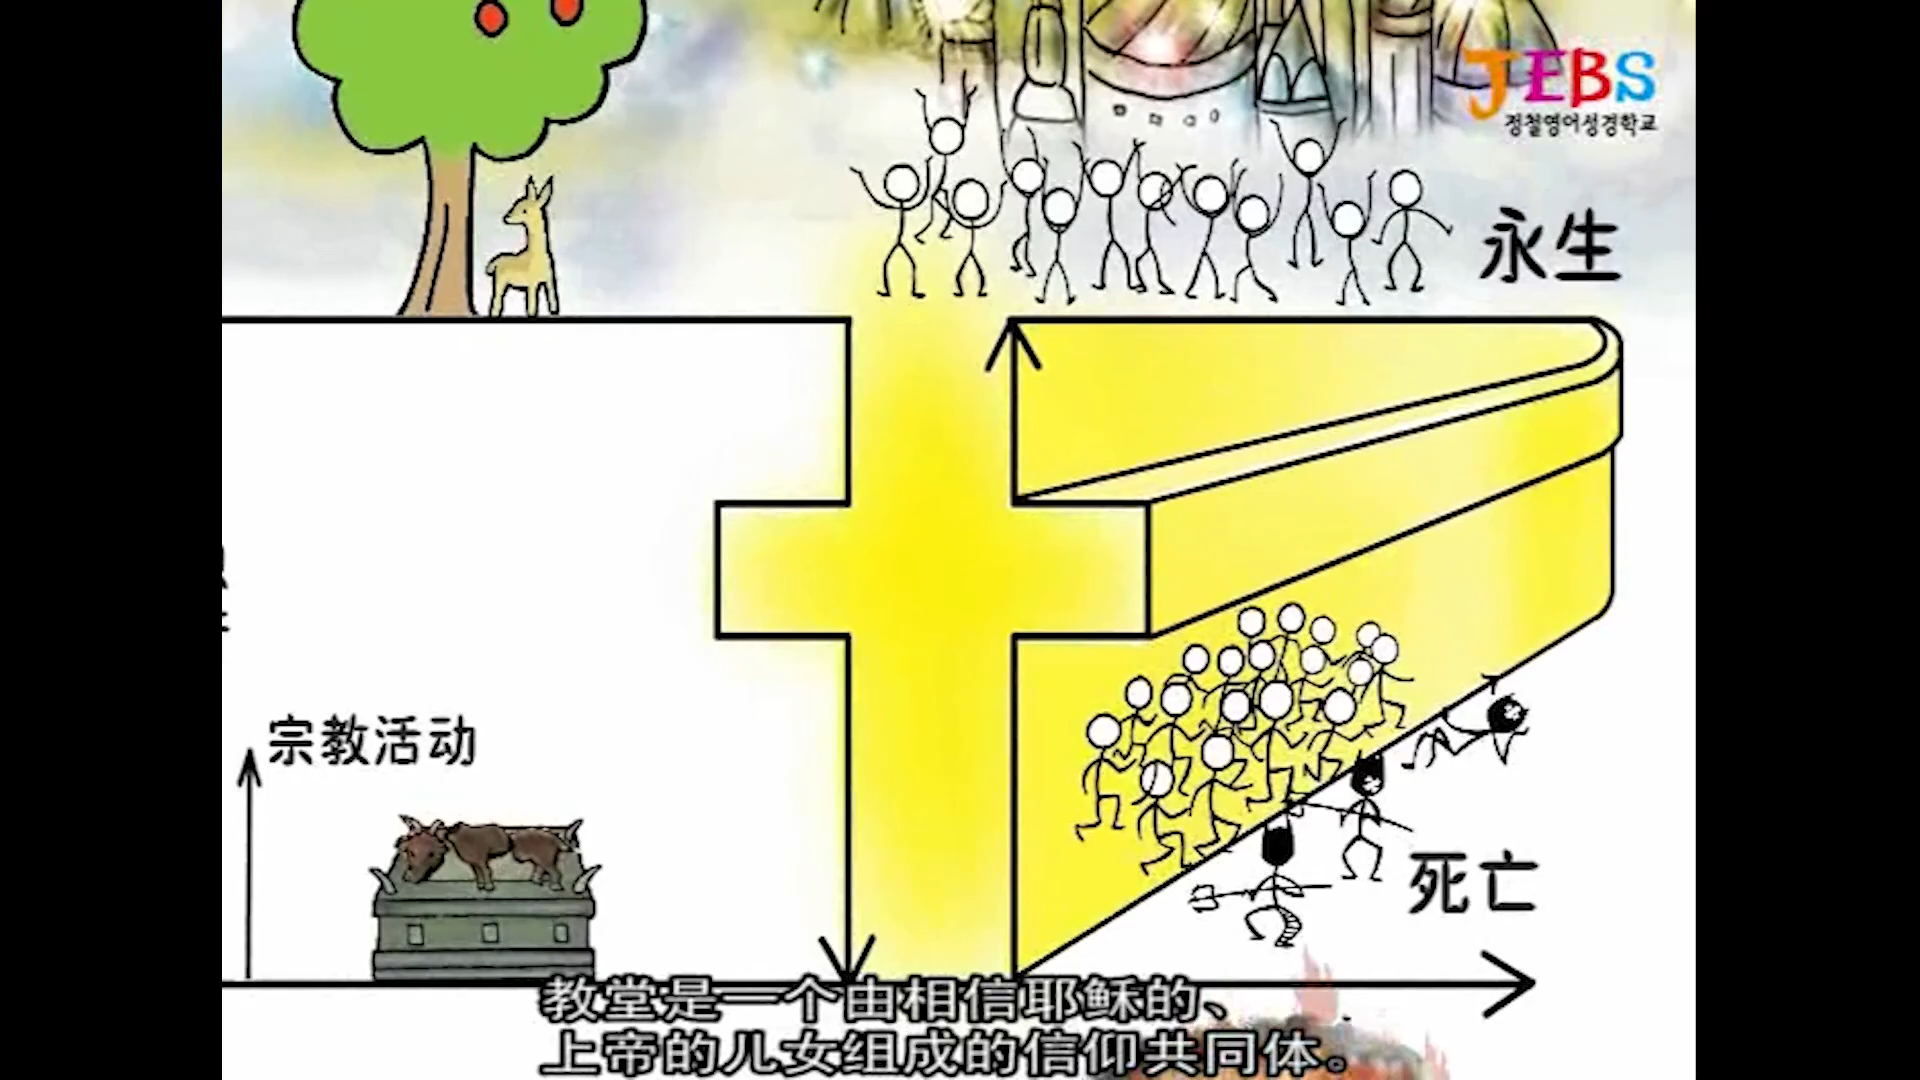 JEBS
정철영어성경학교
永生
宗教活动
死亡
教堂是一个由相信耶稣的、
上帝的儿女组成的信仰共同体。